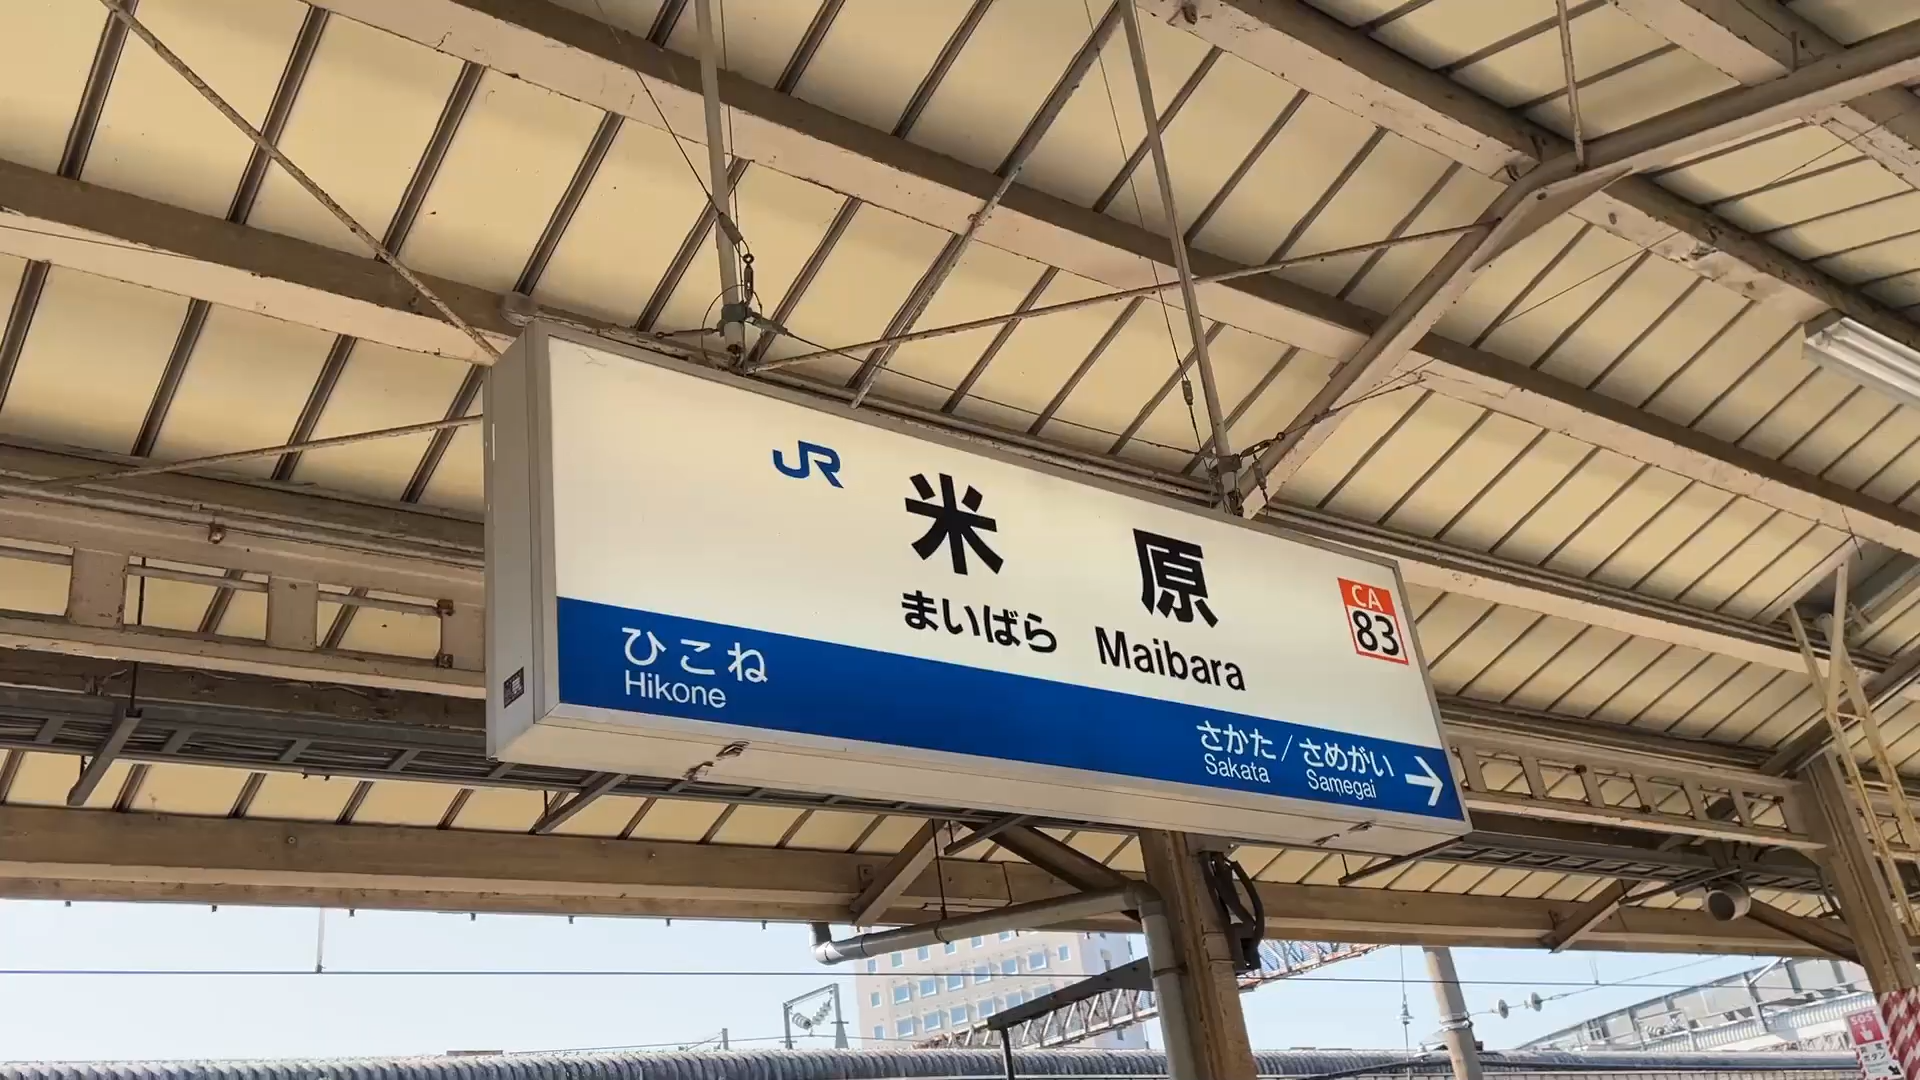 JR
米原
まいばら Maibara
CA
83
ひこね
Hikone
さかた / さめがい →
Sakata Samegai
SOS